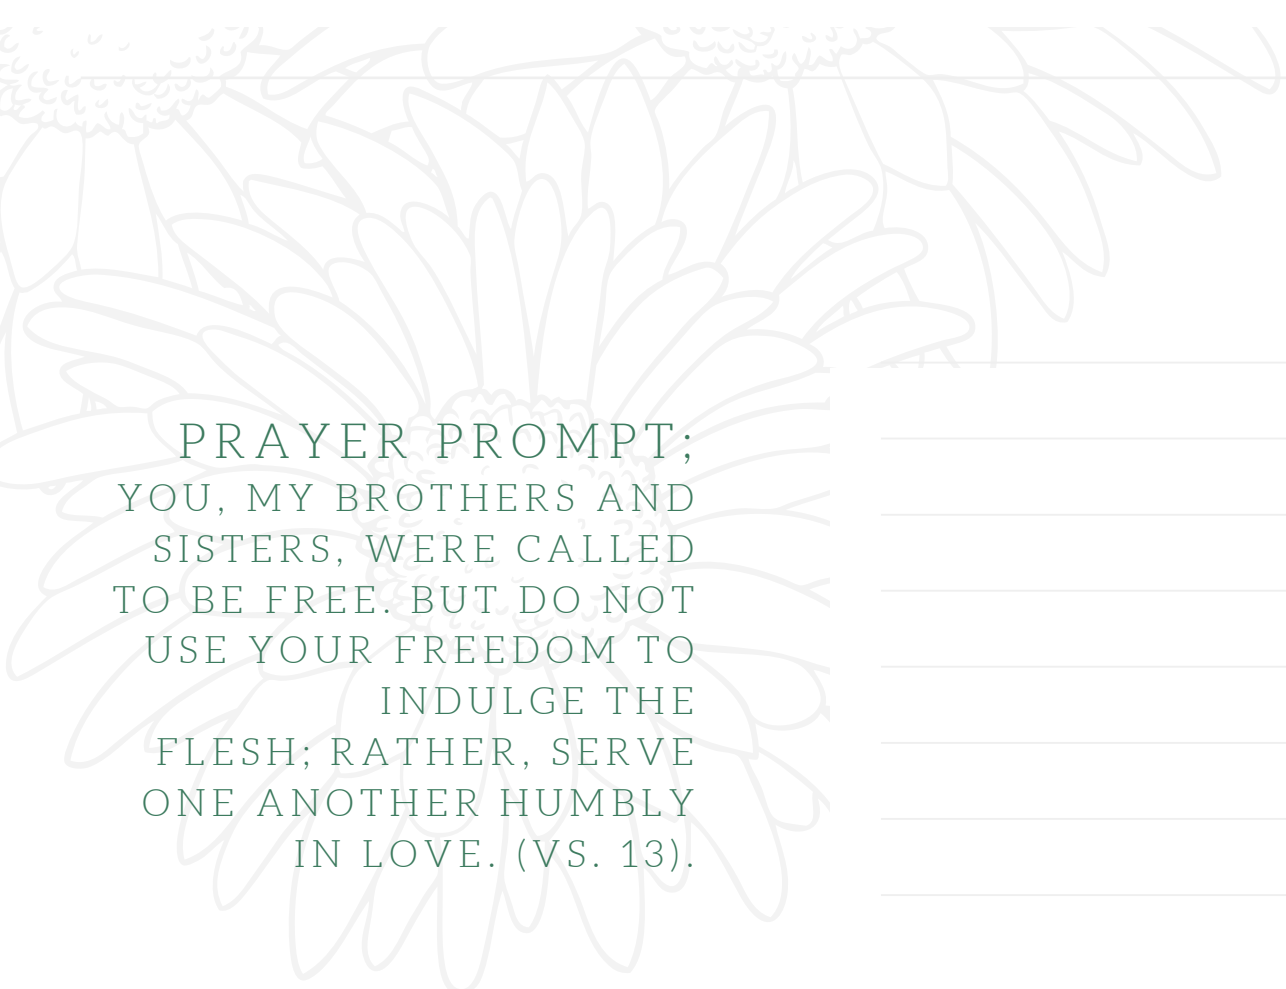 PRAYER PROMPT;
YOU, MY BROTHERS AND
SISTERS, WERE CALLED
TO BE FREE. BUT DO NOT
USE YOUR FREEDOM TO
INDULGE THE
FLESH; RATHER, SERVE
ONE ANOTHER HUMBLY
IN LOVE. (VS. 13).